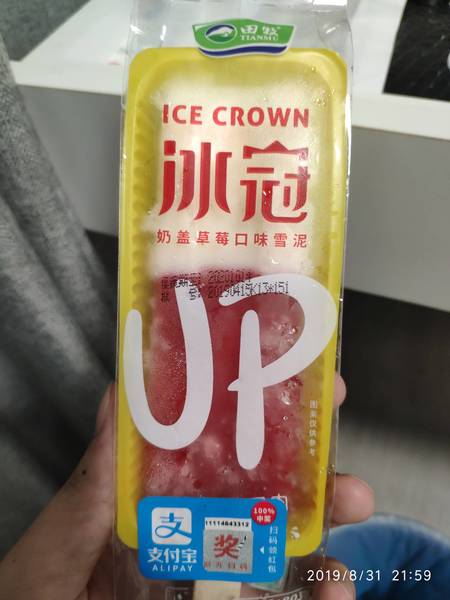 田牧
TIANMU
ICE CROWN
冰冠
奶盖草莓口味雪泥
UP
图案仅供参考
100%
中奖
11114643312
奖
支付宝
ALIPAY
扫码领红包
2019/8/31 21:59